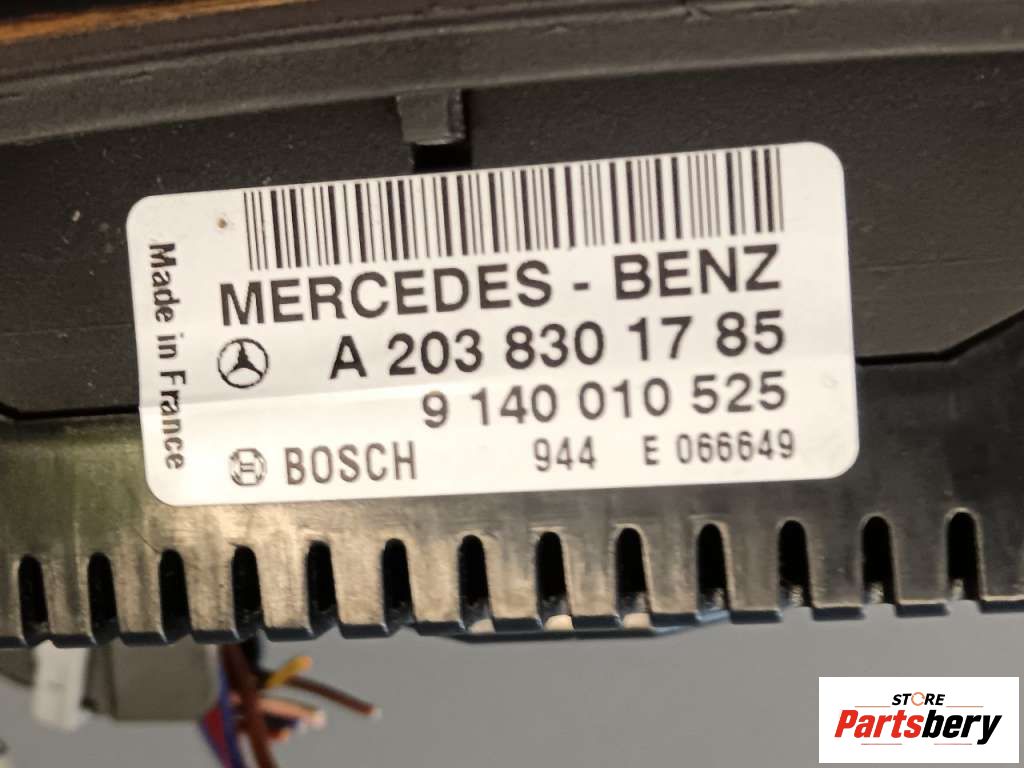 MERCEDES - BENZ
A 203 830 17 85
9 140 010 525
BOSCH 944 E 066649
Made in France
STORE
Partsbery